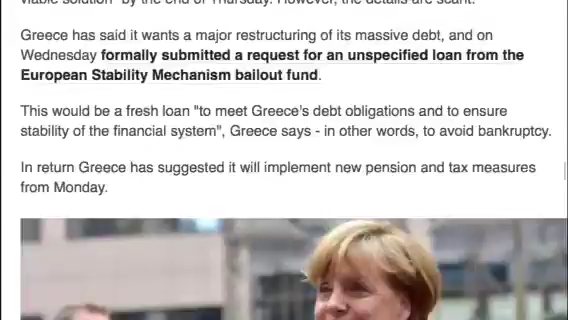 viable solution" by the end of Thursday. However, the details are scant.
Greece has said it wants a major restructuring of its massive debt, and on
Wednesday formally submitted a request for an unspecified loan from the
European Stability Mechanism bailout fund.
This would be a fresh loan "to meet Greece's debt obligations and to ensure
stability of the financial system", Greece says - in other words, to avoid bankruptcy.
In return Greece has suggested it will implement new pension and tax measures
from Monday.